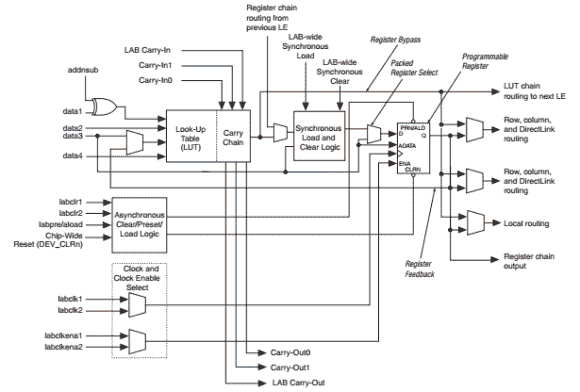 Register chain
routing from
previous LE
LAB-wide
Synchronous
Load
Register Bypass
LAB Carry-In
Carry-In1
Carry-In0
LAB-wide
Synchronous
Clear
Packed
Register Select
Programmable
Register
addnsub
LUT chain
routing to next LE
data1
data2
data3
data4
Look-Up
Table
(LUT)
Carry
Chain
Synchronous
Load and
Clear Logic
PRN/ALD
D
Q
ADATA
ENA
CLRN
Row, column,
and DirectLink
routing
Row, column,
and DirectLink
routing
labclr1
labclr2
labpre/aload
Chip-Wide
Reset (DEV_CLRn)
Asynchronous
Clear/Preset/
Load Logic
Local routing
Register
Feedback
Register chain
output
Clock and
Clock Enable
Select
labclk1
labclk2
labclkena1
labclkena2
Carry-Out0
Carry-Out1
LAB Carry-Out